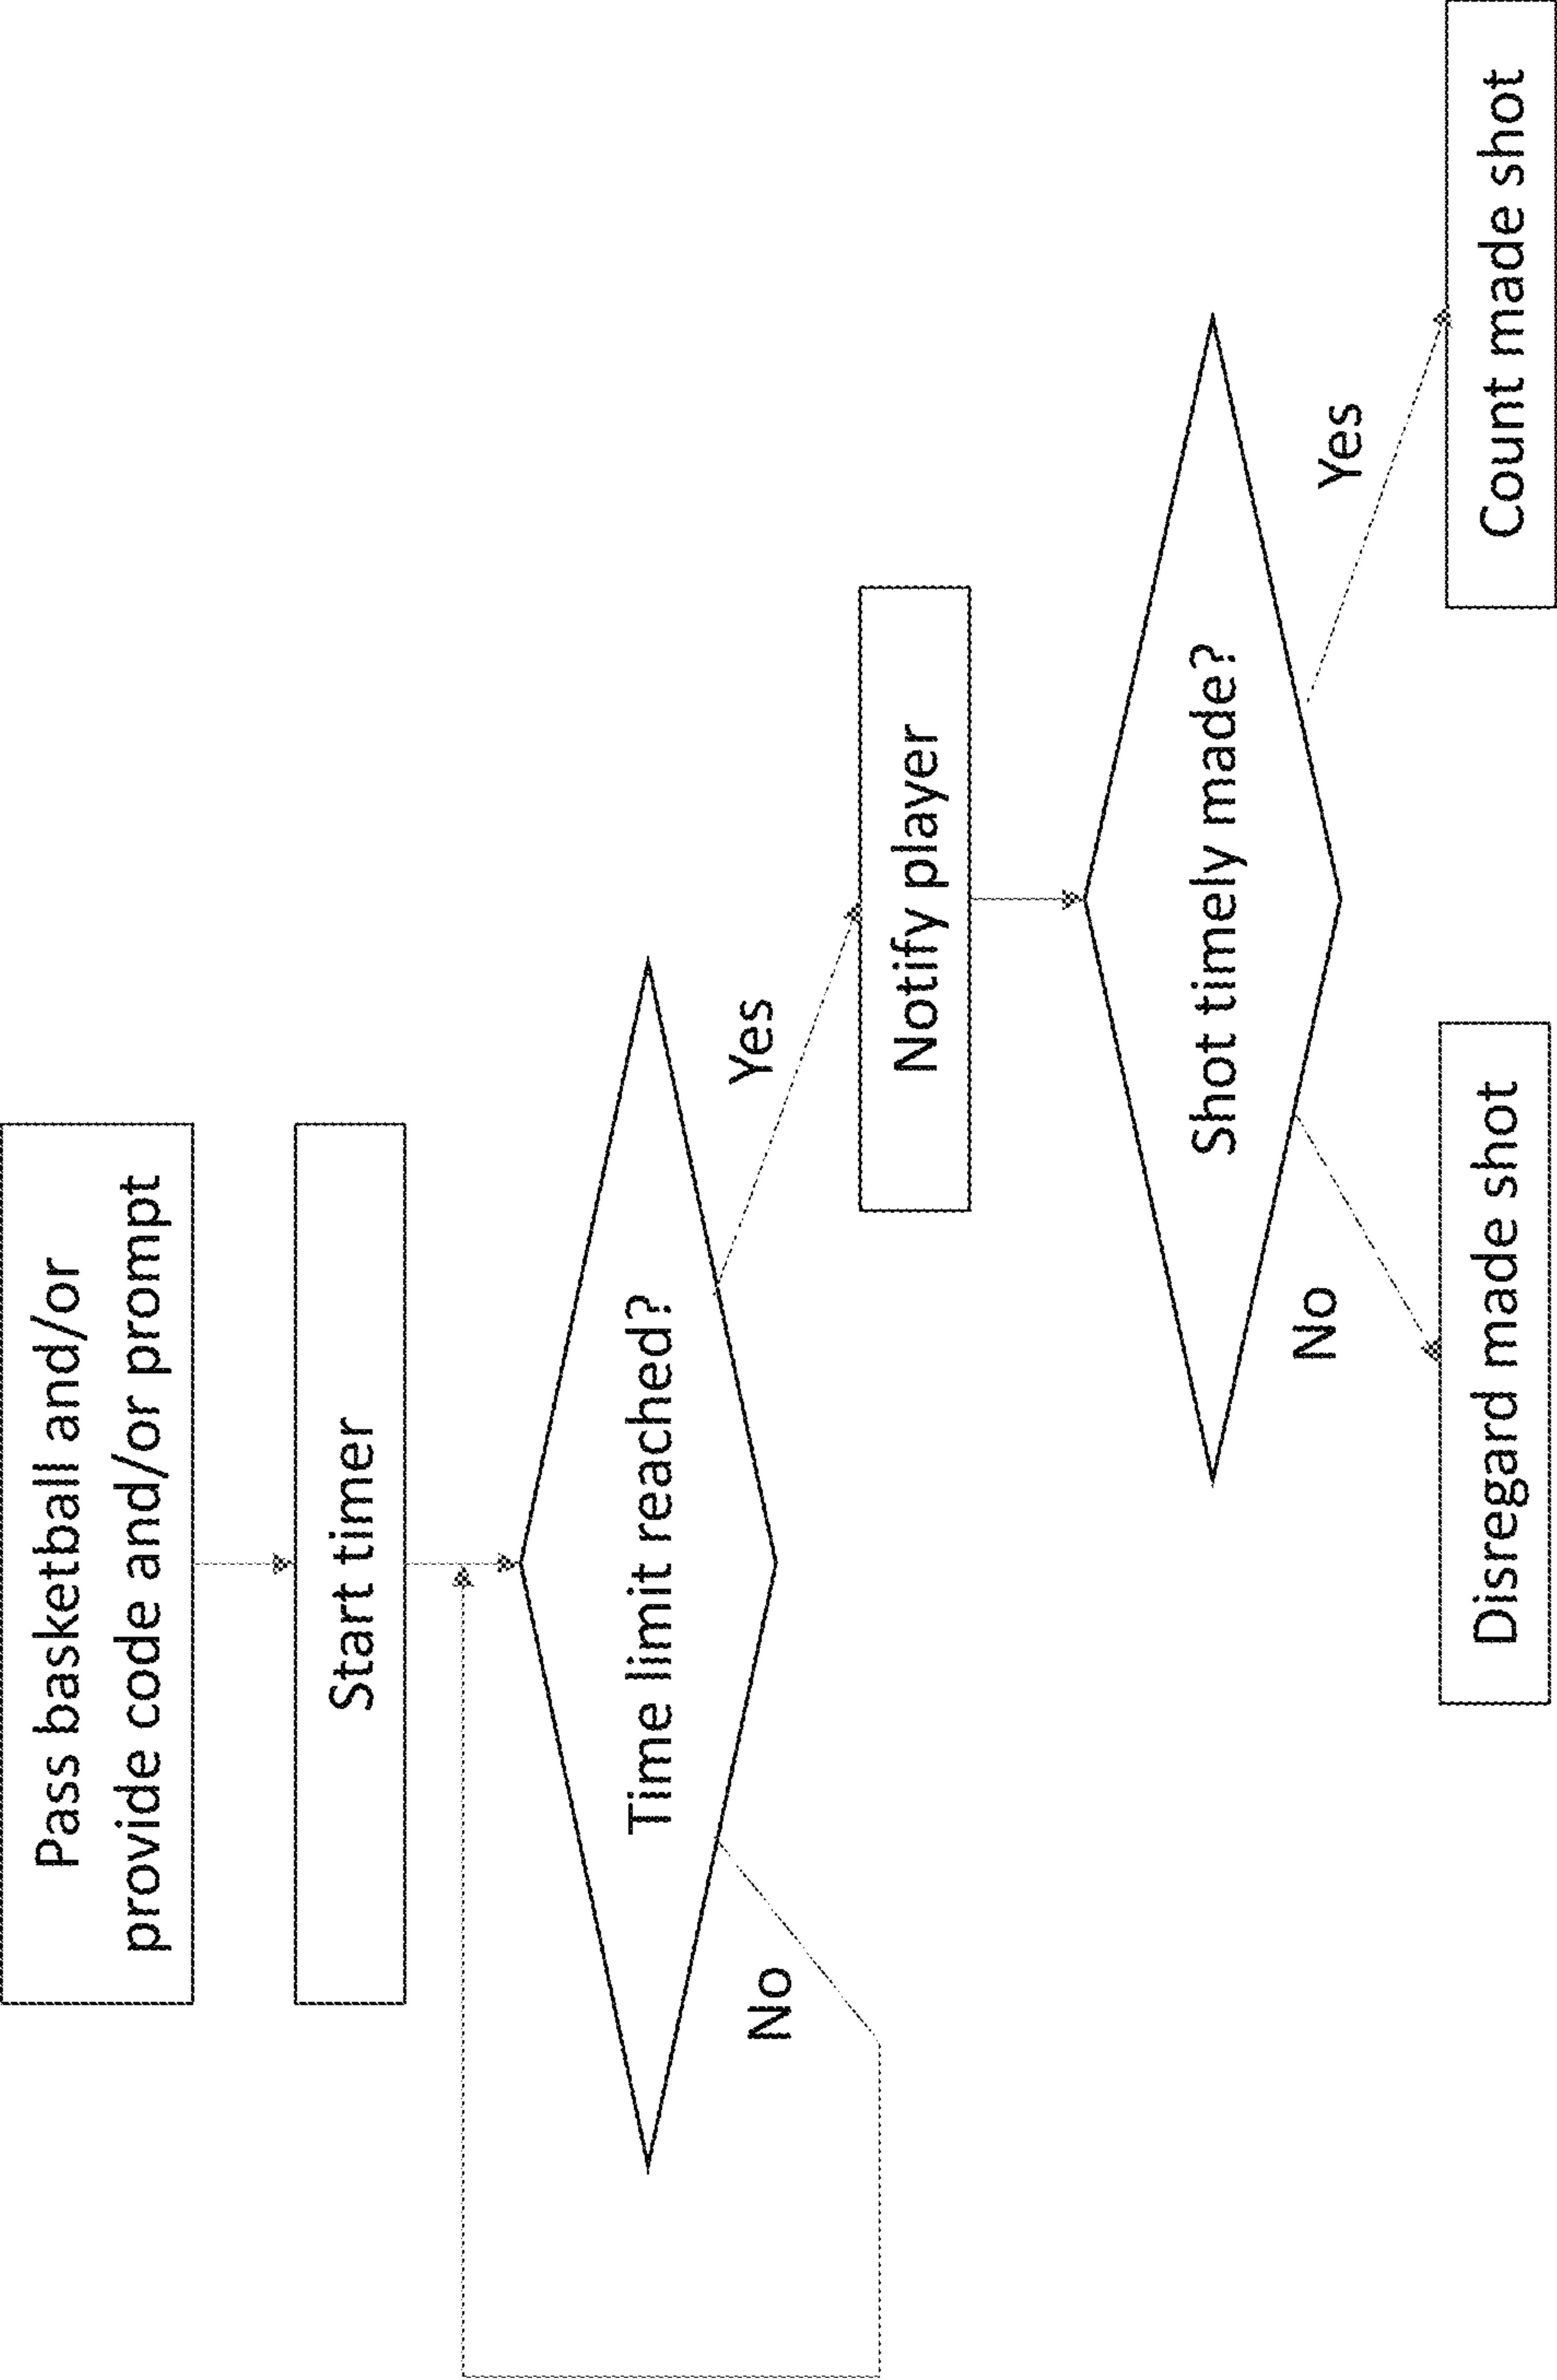 Pass basketball and/or
provide code and/or prompt
Start timer
Time limit reached?
No
Yes
Notify player
Shot timely made?
No
Yes
Disregard made shot
Count made shot